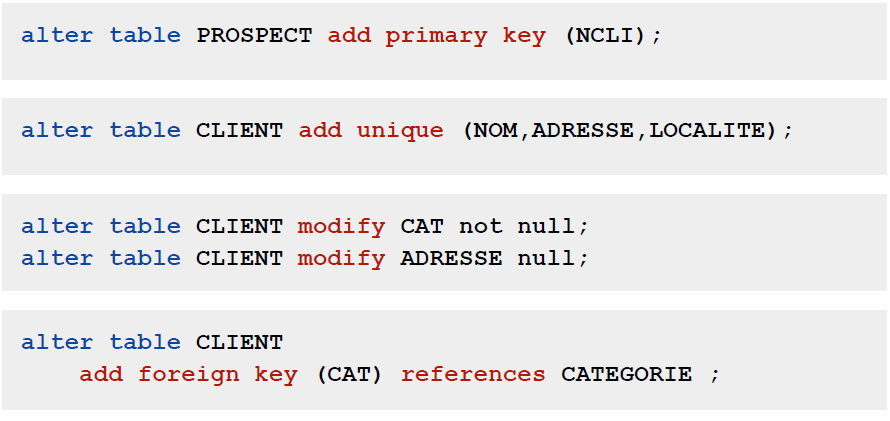 alter table PROSPECT add primary key (NCLI);
alter table CLIENT add unique (NOM,ADRESSE,LOCALITE);
alter table CLIENT modify CAT not null;
alter table CLIENT modify ADRESSE null;
alter table CLIENT
add foreign key (CAT) references CATEGORIE ;